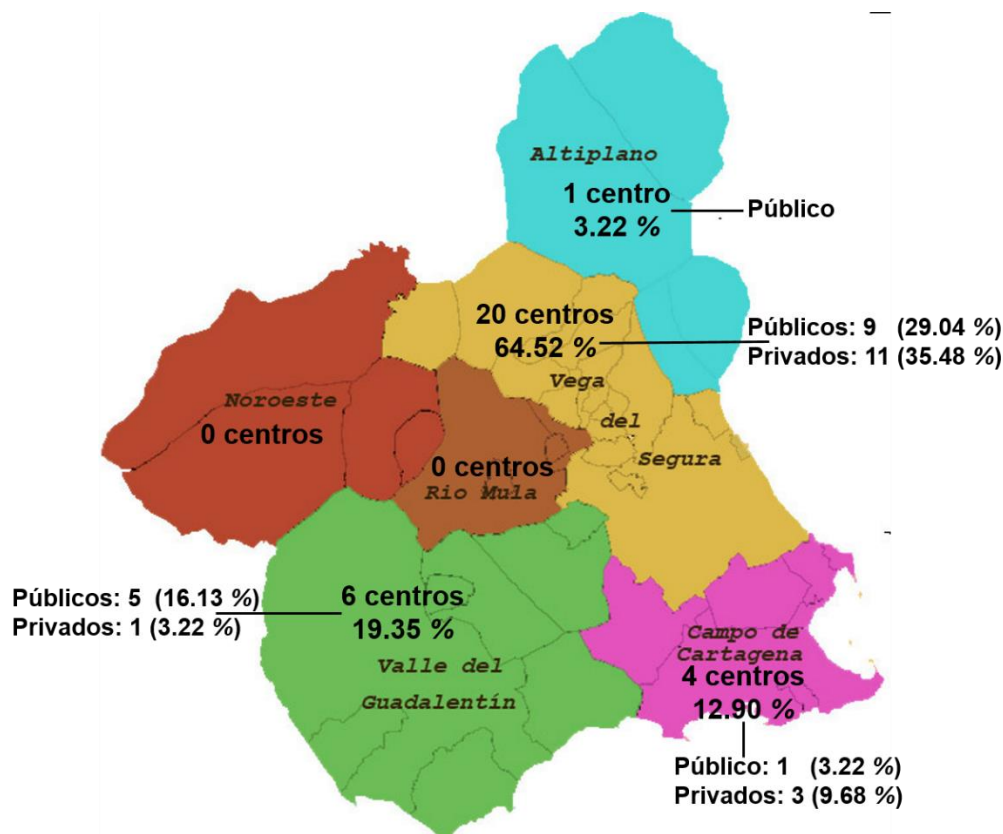 Altiplano
1 centro
3.22 %
Público
20 centros
64.52 %
Públicos: 9 (29.04 %)
Privados: 11 (35.48 %)
Vega
del
Segura
Noroeste
0 centros
0 centros
Rio Mula
Públicos: 5 (16.13 %)
Privados: 1 (3.22 %)
6 centros
19.35 %
Valle del
Guadalentín
Campo de
Cartagena
4 centros
12.90 %
Público: 1 (3.22 %)
Privados: 3 (9.68 %)